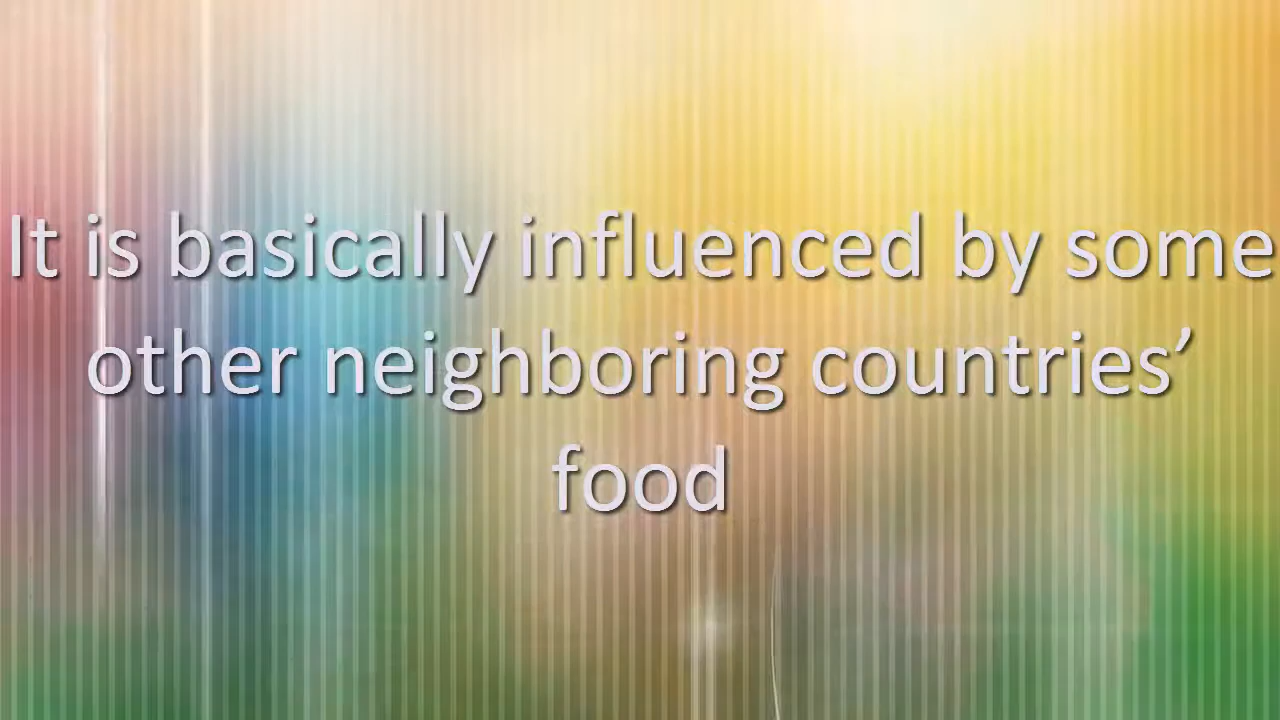 It is basically influenced by some
other neighboring countries’
food